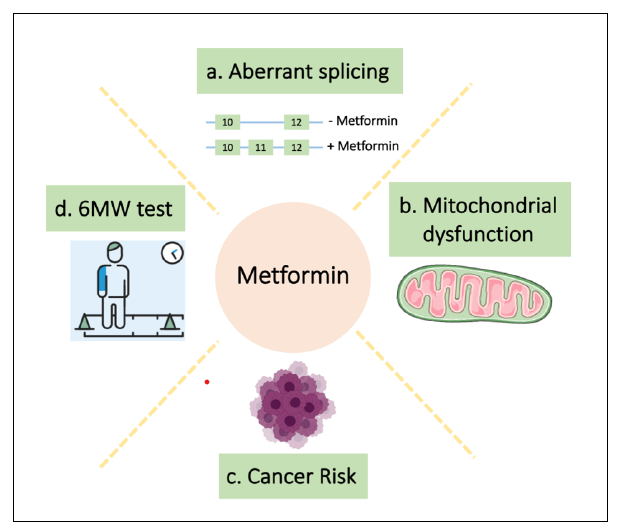 a. Aberrant splicing
10 12 - Metformin
10 11 12 + Metformin
d. 6MW test
b. Mitochondrial
dysfunction
Metformin
c. Cancer Risk